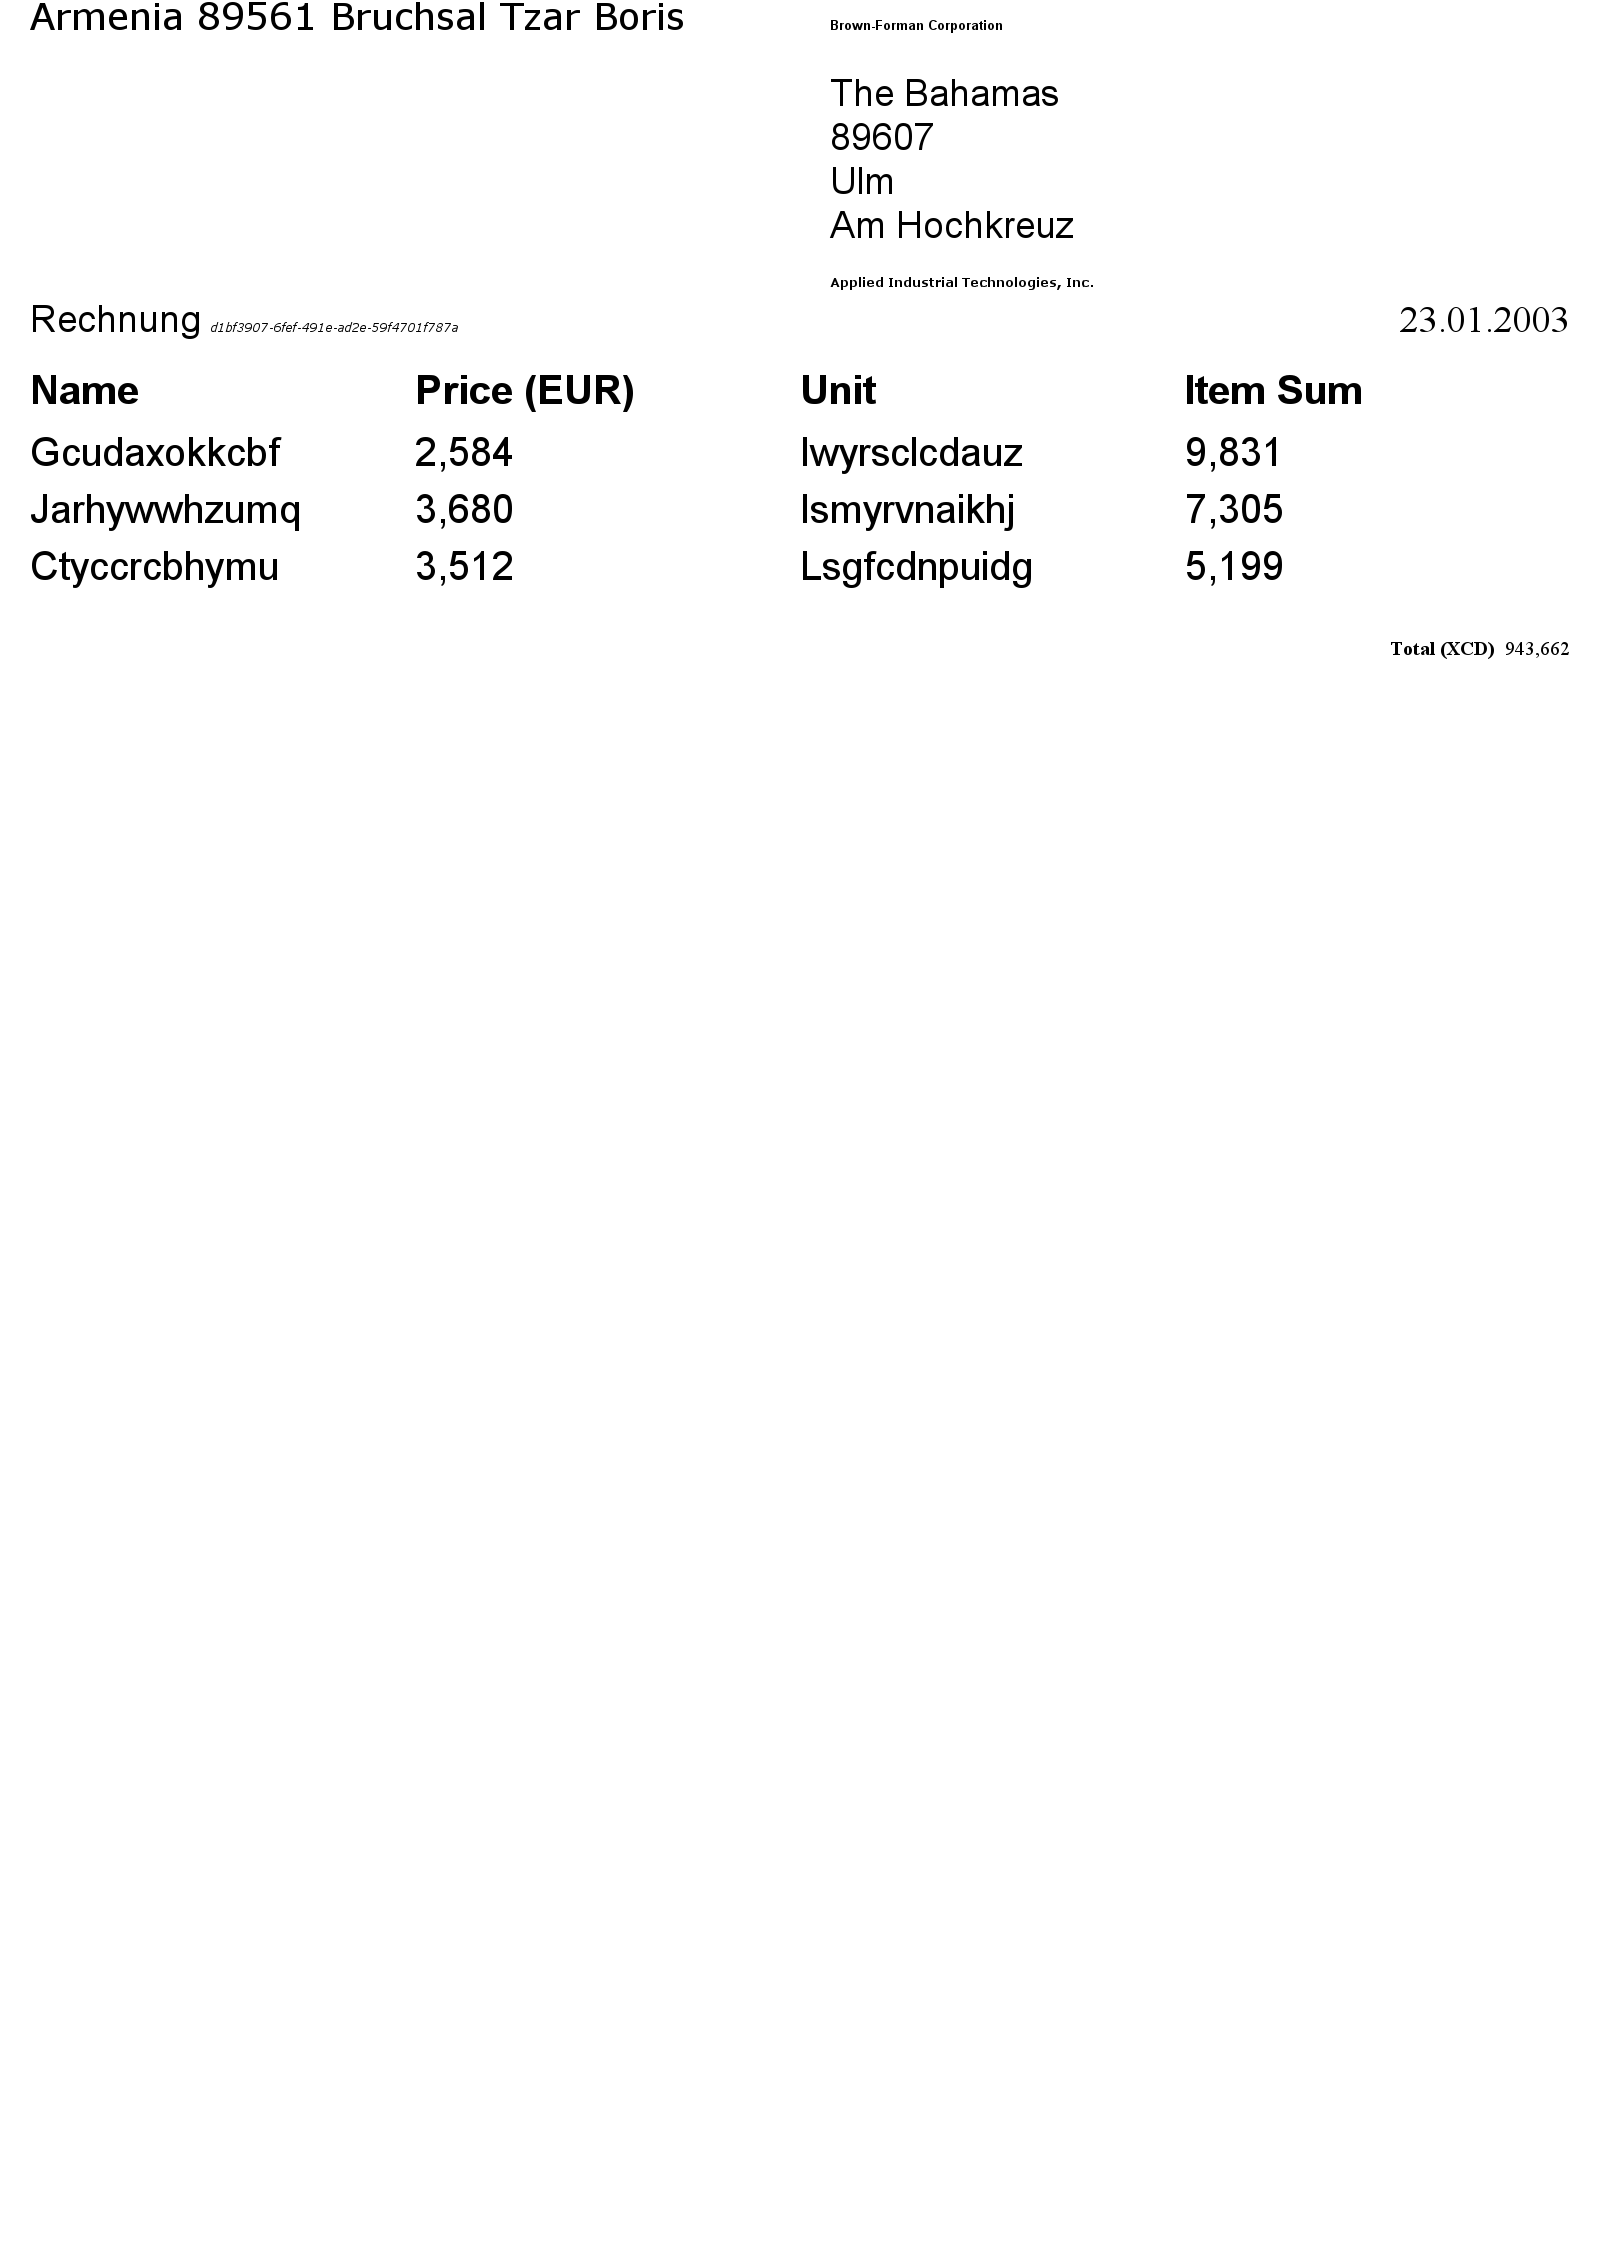 Armenia 89561 Bruchsal Tzar Boris
Brown-Forman Corporation
The Bahamas
89607
Ulm
Am Hochkreuz
Applied Industrial Technologies, Inc.
Rechnung d1bf3907-6fef-491e-ad2e-59f4701f787a 23.01.2003
Name Price (EUR) Unit Item Sum
Gcudaxokkcbf 2,584 Iwyrsclcdauz 9,831
Jarhywwhzumq 3,680 Ismyrvnaikhj 7,305
Ctyccrcbhymu 3,512 Lsgfcdnpuidg 5,199
Total (XCD) 943,662